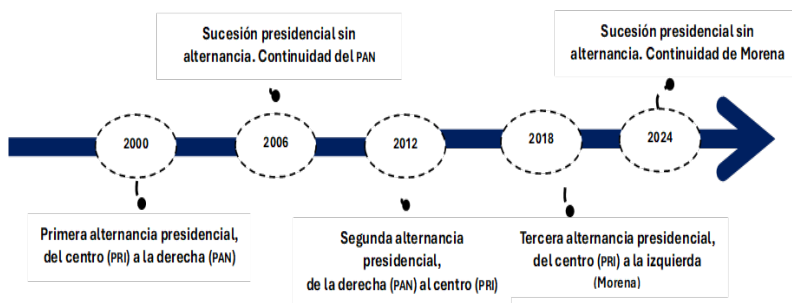 Sucesión presidencial sin
alternancia. Continuidad del PAN
Sucesión presidencial sin
alternancia. Continuidad de Morena
2000
2006
2012
2018
2024
Primera alternancia presidencial,
del centro (PRI) a la derecha (PAN)
Segunda alternancia
presidencial,
de la derecha (PAN) al centro (PRI)
Tercera alternancia presidencial,
del centro (PRI) a la izquierda
(Morena)